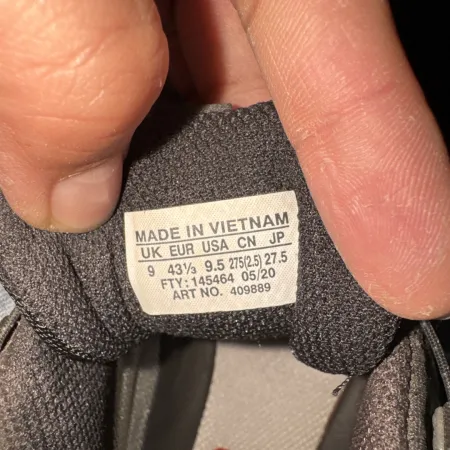 MADE IN VIETNAM
UK EUR USA CN JP
9 43⅓ 9.5 275(2.5) 27.5
FTY: 145464 05/20
ART NO. 409889